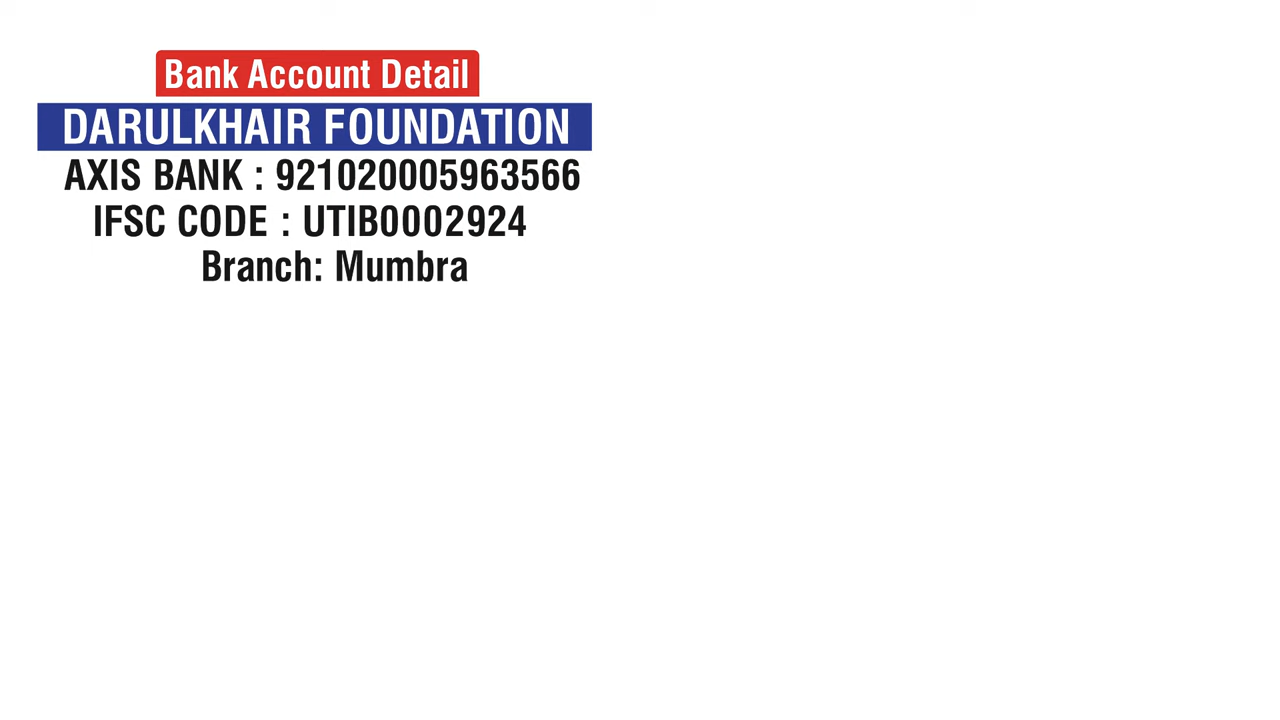 Bank Account Detail
DARULKHAIR FOUNDATION
AXIS BANK : 921020005963566
IFSC CODE : UTIB0002924
Branch: Mumbra